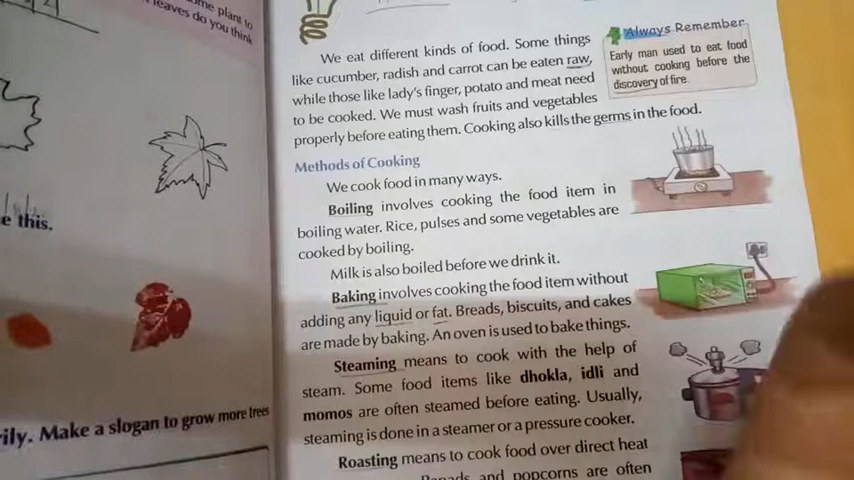 some plant to
leaves do you think
e this.
rily. Make a slogan to grow more trees
We eat different kinds of food. Some things
like cucumber, radish and carrot can be eaten raw,
while those like lady's finger, potato and meat need
to be cooked. We must wash fruits and vegetables
properly before eating them. Cooking also kills the germs in the food.
Always Remember
Early man used to eat food
without cooking before the
discovery of fire.
Methods of Cooking
We cook food in many ways.
Boiling involves cooking the food item in
boiling water. Rice, pulses and some vegetables are
cooked by boiling.
Milk is also boiled before we drink it.
Baking involves cooking the food item without
adding any liquid or fat. Breads, biscuits, and cakes
are made by baking. An oven is used to bake things.
Steaming means to cook with the help of
steam. Some food items like dhokla, idli and
momos are often steamed before eating. Usually,
steaming is done in a steamer or a pressure cooker.
Roasting means to cook food over direct heat
and popcorns are often